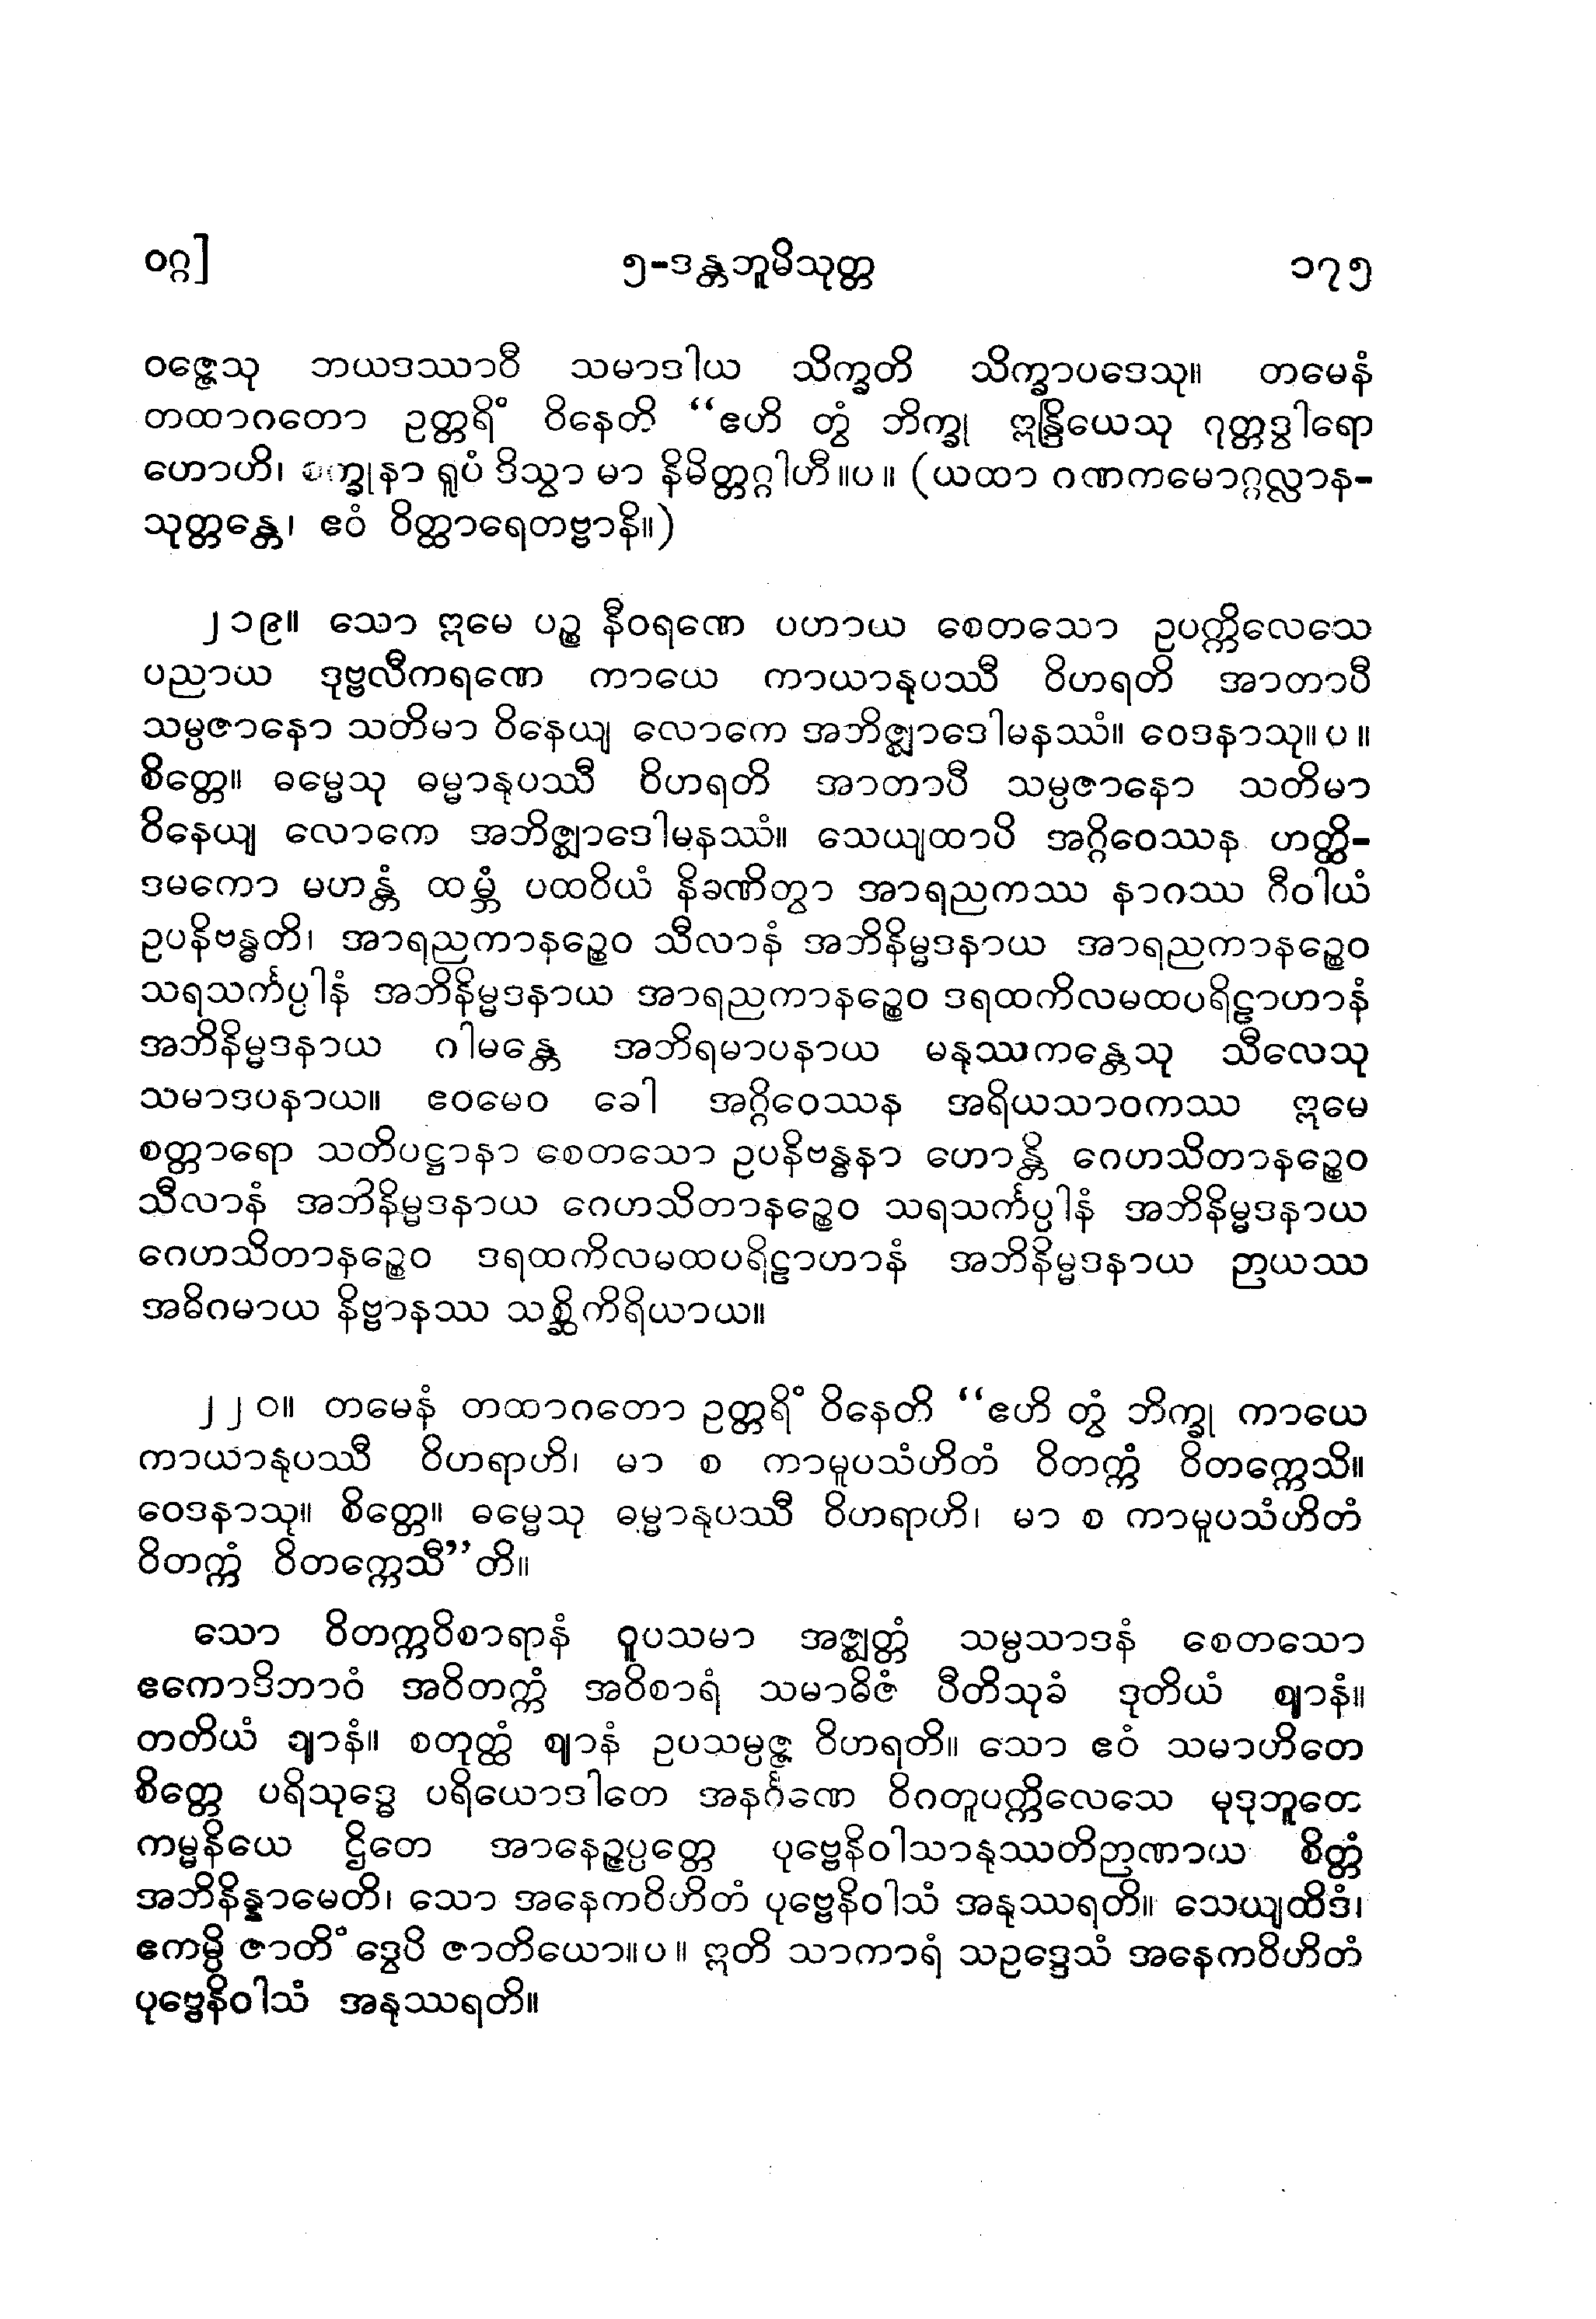 ဝဂ္ဂ]
၅-ဒန္တဘူမိသုတ္တ
၁၇၅
ဝဇ္ဇေသု ဘယဒဿာဝီ သမာဒါယ သိက္ခတိ သိက္ခာပဒေသု။ တမေနံ
တထာဂတော ဥတ္တရိံ ဝိနေတိ “ဧဟိ တွံ ဘိက္ခု ဣန္ဒြိယေသု ဂုတ္တဒွါရော
ဟောဟိ၊ စက္ခုနာ ရူပံ ဒိသွာ မာ နိမိတ္တဂ္ဂါဟီ။ပ။ (ယထာ ဂဏကမောဂ္ဂလ္လာန-
သုတ္တန္တေ၊ ဧဝံ ဝိတ္ထာရေတဗ္ဗာနိ။)
၂၁၉။ သော ဣမေ ပဉ္စ နီဝရဏေ ပဟာယ စေတသော ဥပက္ကိလေသေ
ပညာယ ဒုဗ္ဗလီကရဏေ ကာယေ ကာယာနုပဿီ ဝိဟရတိ အာတာပီ
သမ္ပဇာနော သတိမာ ဝိနေယျ လောကေ အဘိဇ္ဈာဒေါမနဿံ။ ဝေဒနာသု။ပ။
စိတ္တေ။ ဓမ္မေသု ဓမ္မာနုပဿီ ဝိဟရတိ အာတာပီ သမ္ပဇာနော သတိမာ
ဝိနေယျ လောကေ အဘိဇ္ဈာဒေါမနဿံ။ သေယျထာပိ အဂ္ဂိဝေဿန ဟတ္ထိ-
ဒမကော မဟန္တံ ထမ္ဘံ ပထဝိယံ နိခဏိတွာ အာရညကဿ နာဂဿ ဂီဝါယံ
ဥပနိဗန္ဓတိ၊ အာရညကာနဉ္စေဝ သီလာနံ အဘိနိမ္မဒနာယ အာရညကာနဉ္စေဝ
သရသင်္ကပ္ပါနံ အဘိနိမ္မဒနာယ အာရညကာနဉ္စေဝ ဒရထကိလမထပရိဠာဟာနံ
အဘိနိမ္မဒနာယ ဂါမန္တေ အဘိရမာပနာယ မနုဿကန္တေသု သီလေသု
သမာဒပနာယ။ ဧဝမေဝ ခေါ အဂ္ဂိဝေဿန အရိယသာဝကဿ ဣမေ
စတ္တာရော သတိပဋ္ဌာနာ စေတသော ဥပနိဗန္ဓနာ ဟောန္တိ ဂေဟသိတာနဉ္စေဝ
သီလာနံ အဘိနိမ္မဒနာယ ဂေဟသိတာနဉ္စေဝ သရသင်္ကပ္ပါနံ အဘိနိမ္မဒနာယ
ဂေဟသိတာနဉ္စေဝ ဒရထကိလမထပရိဠာဟာနံ အဘိနိမ္မဒနာယ ဉာယဿ
အဓိဂမာယ နိဗ္ဗာနဿ သစ္ဆိကိရိယာယ။
၂၂၀။ တမေနံ တထာဂတော ဥတ္တရိံ ဝိနေတိ “ဧဟိ တွံ ဘိက္ခု ကာယေ
ကာယာနုပဿီ ဝိဟရာဟိ၊ မာ စ ကာမူပသံဟိတံ ဝိတက္ကံ ဝိတက္ကေသိ။
ဝေဒနာသု။ စိတ္တေ။ ဓမ္မေသု ဓမ္မာနုပဿီ ဝိဟရာဟိ၊ မာ စ ကာမူပသံဟိတံ
ဝိတက္ကံ ဝိတက္ကေသီ”တိ။
သော ဝိတက္ကဝိစာရာနံ ဝူပသမာ အဇ္ဈတ္တံ သမ္ပသာဒနံ စေတသော
ဧကောဒိဘာဝံ အဝိတက္ကံ အဝိစာရံ သမာဓိဇံ ပီတိသုခံ ဒုတိယံ ဈာနံ။
တတိယံ ဈာနံ။ စတုတ္ထံ ဈာနံ ဥပသမ္ပဇ္ဇ ဝိဟရတိ။ သော ဧဝံ သမာဟိတေ
စိတ္တေ ပရိသုဒ္ဓေ ပရိယောဒါတေ အနင်္ဂဏေ ဝိဂတူပက္ကိလေသေ မုဒုဘူတေ
ကမ္မနိယေ ဌိတေ အာနေဉ္ဇပ္ပတ္တေ ပုဗ္ဗေနိဝါသာနုဿတိဉာဏာယ စိတ္တံ
အဘိနိန္နာမေတိ၊ သော အနေကဝိဟိတံ ပုဗ္ဗေနိဝါသံ အနုဿရတိ။ သေယျထိဒံ၊
ဧကမ္ပိ ဇာတိံ ဒွေပိ ဇာတိယော။ပ။ ဣတိ သာကာရံ သဥဒ္ဒေသံ အနေကဝိဟိတံ
ပုဗ္ဗေနိဝါသံ အနုဿရတိ။